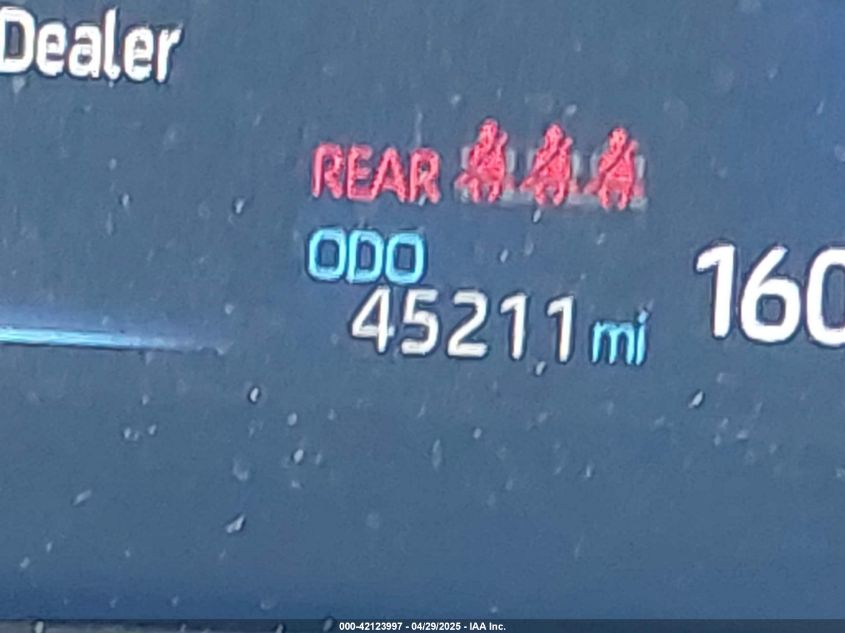 Dealer
REAR
ODO
45211 mi
160
000-42123997 - 04/29/2025 - IAA Inc.